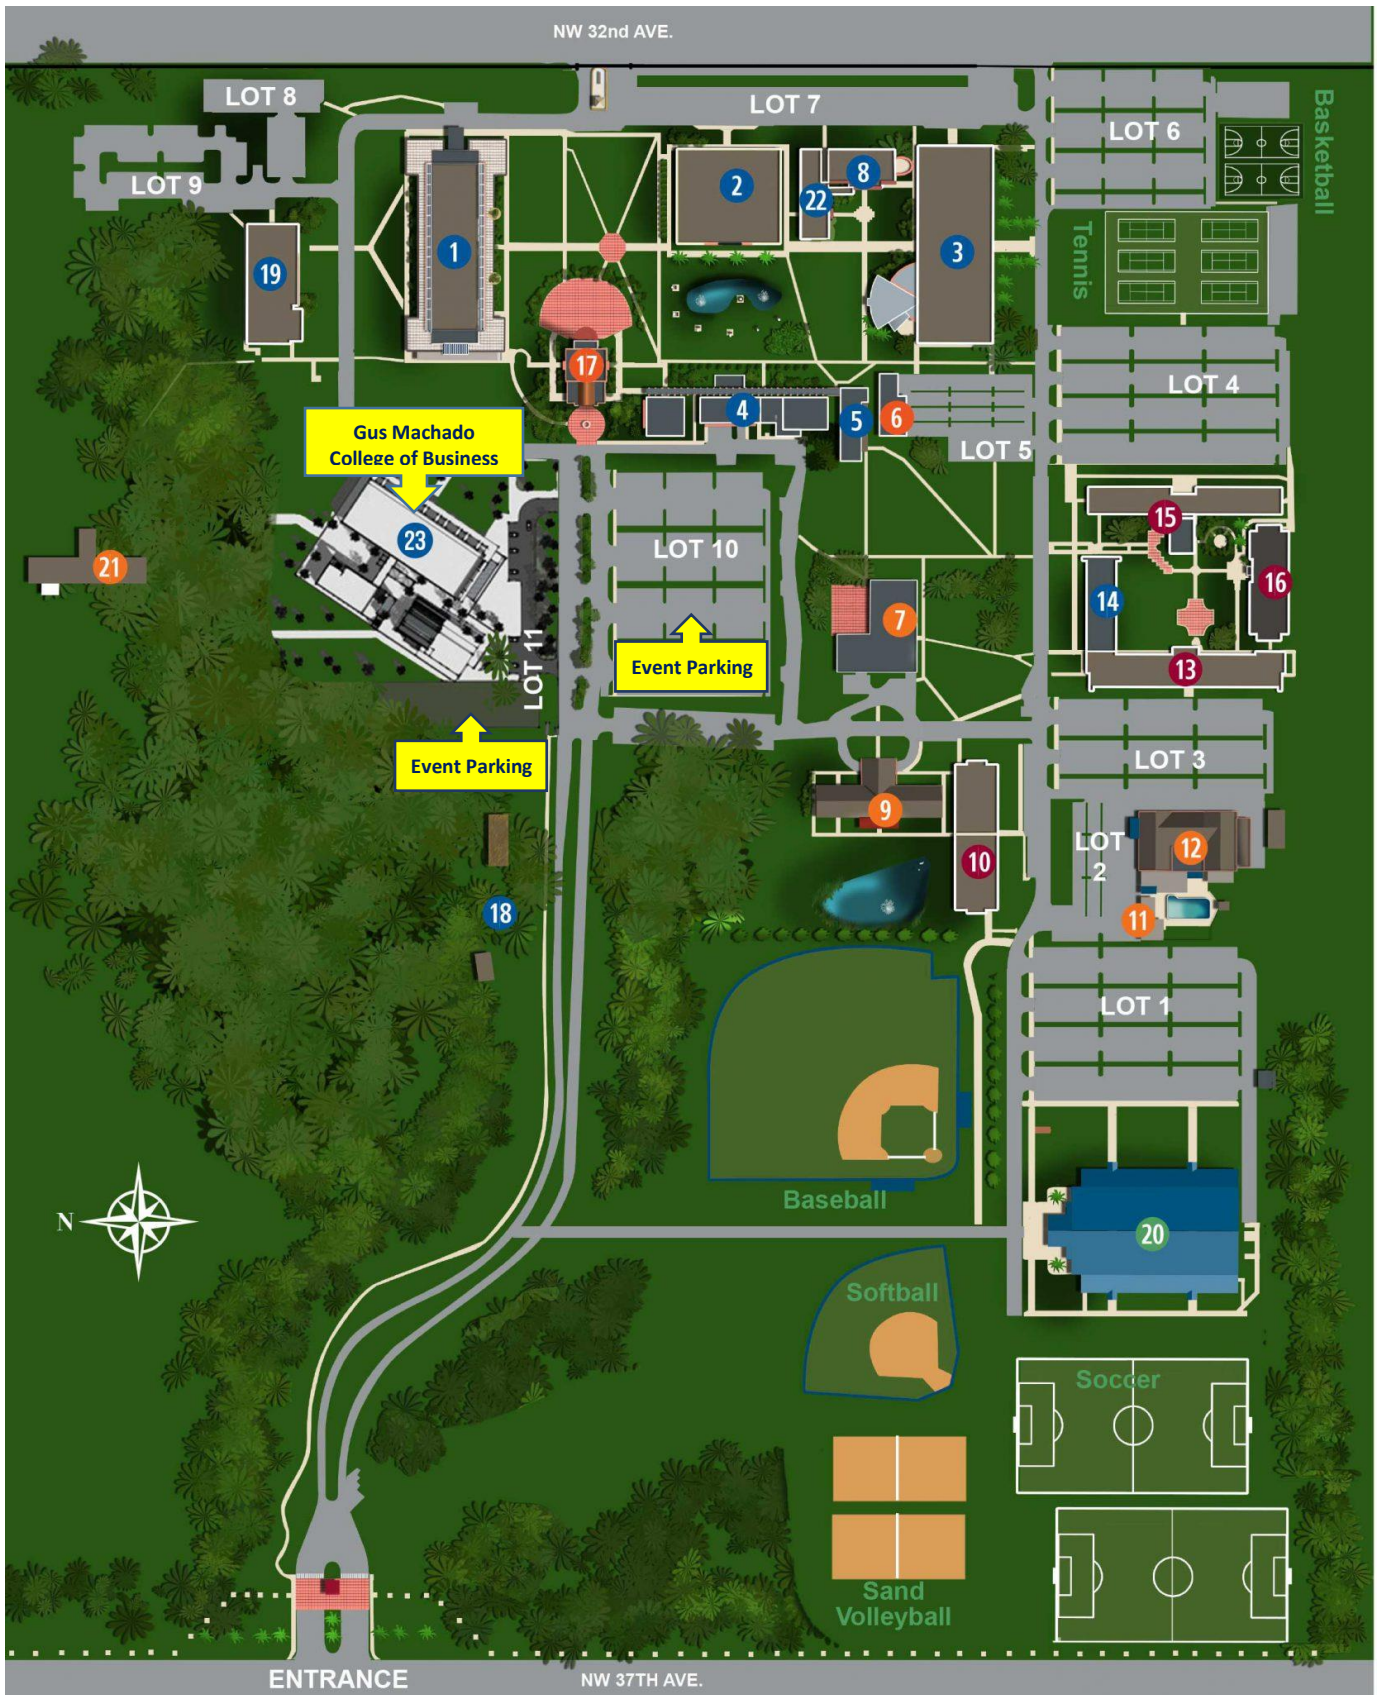 NW 32nd AVE.
LOT 8
LOT 7
LOT 6
Basketball
LOT 9
2
8
22
1
3
19
Tennis
17
LOT 4
4
5
6
Gus Machado
College of Business
LOT 5
15
23
LOT 10
21
16
14
7
Event Parking
LOT 11
13
Event Parking
LOT 3
9
LOT
2
12
10
18
11
LOT 1
Baseball
N
20
Softball
Soccer
Sand
Volleyball
ENTRANCE
NW 37TH AVE.